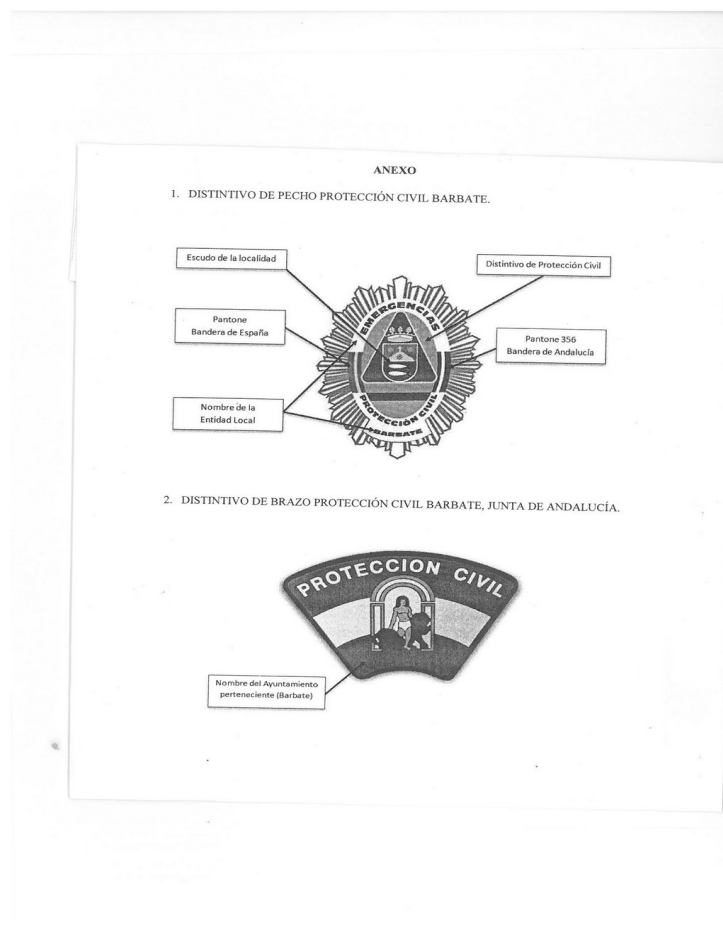 ANEXO
1. DISTINTIVO DE PECHO PROTECCIÓN CIVIL BARBATE.
Escudo de la localidad
Distintivo de Protección Civil
Pantone
Bandera de España
Pantone 356
Bandera de Andalucía
Nombre de la
Entidad Local
EMERGENCIAS
PROTECCIÓN CIVIL
BARBATE
2. DISTINTIVO DE BRAZO PROTECCIÓN CIVIL BARBATE, JUNTA DE ANDALUCÍA.
PROTECCION CIVIL
Nombre del Ayuntamiento
perteneciente (Barbate)